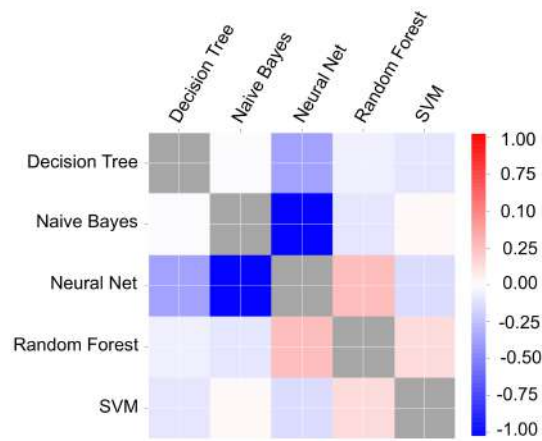 Decision Tree
Naive Bayes
Neural Net
Random Forest
SVM
Decision Tree
Naive Bayes
Neural Net
Random Forest
SVM
1.00
0.75
0.10
0.25
0.00
-0.25
-0.50
-0.75
-1.00